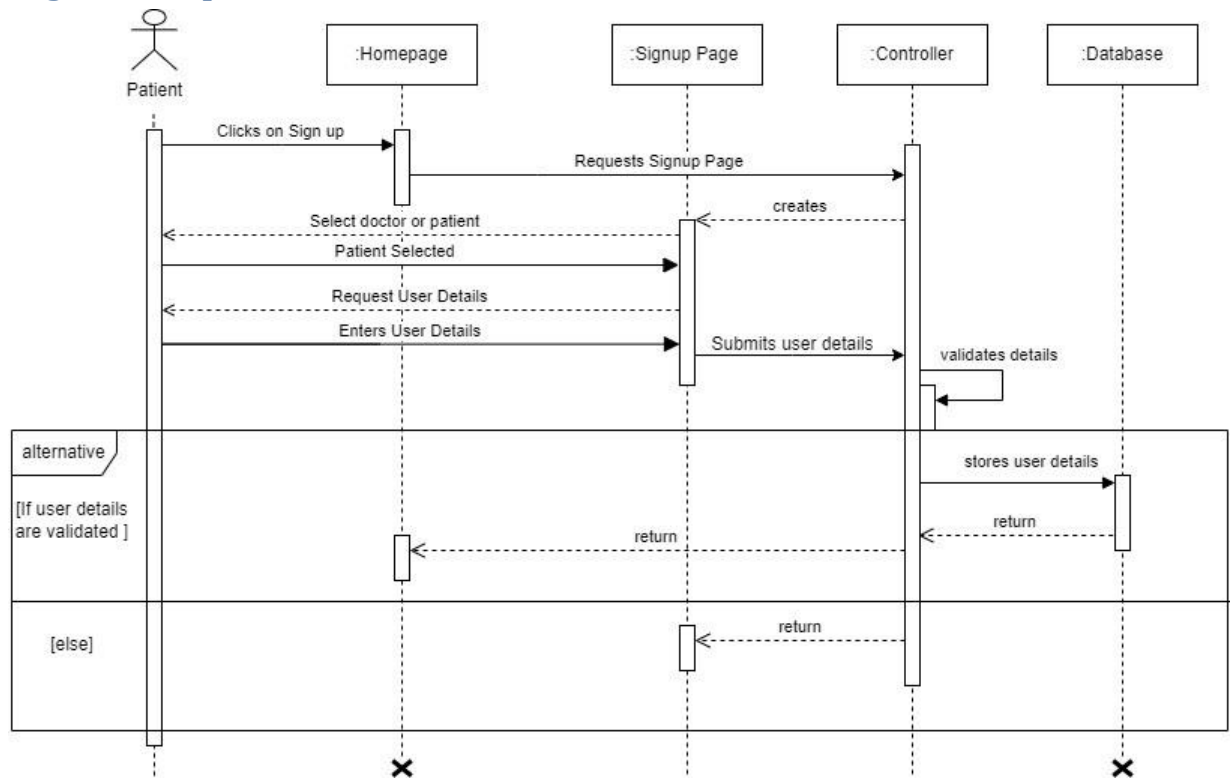 Patient
:Homepage
:Signup Page
:Controller
:Database
Clicks on Sign up
Requests Signup Page
creates
Select doctor or patient
Patient Selected
Request User Details
Enters User Details
Submits user details
validates details
alternative
[If user details
are validated ]
stores user details
return
return
[else]
return